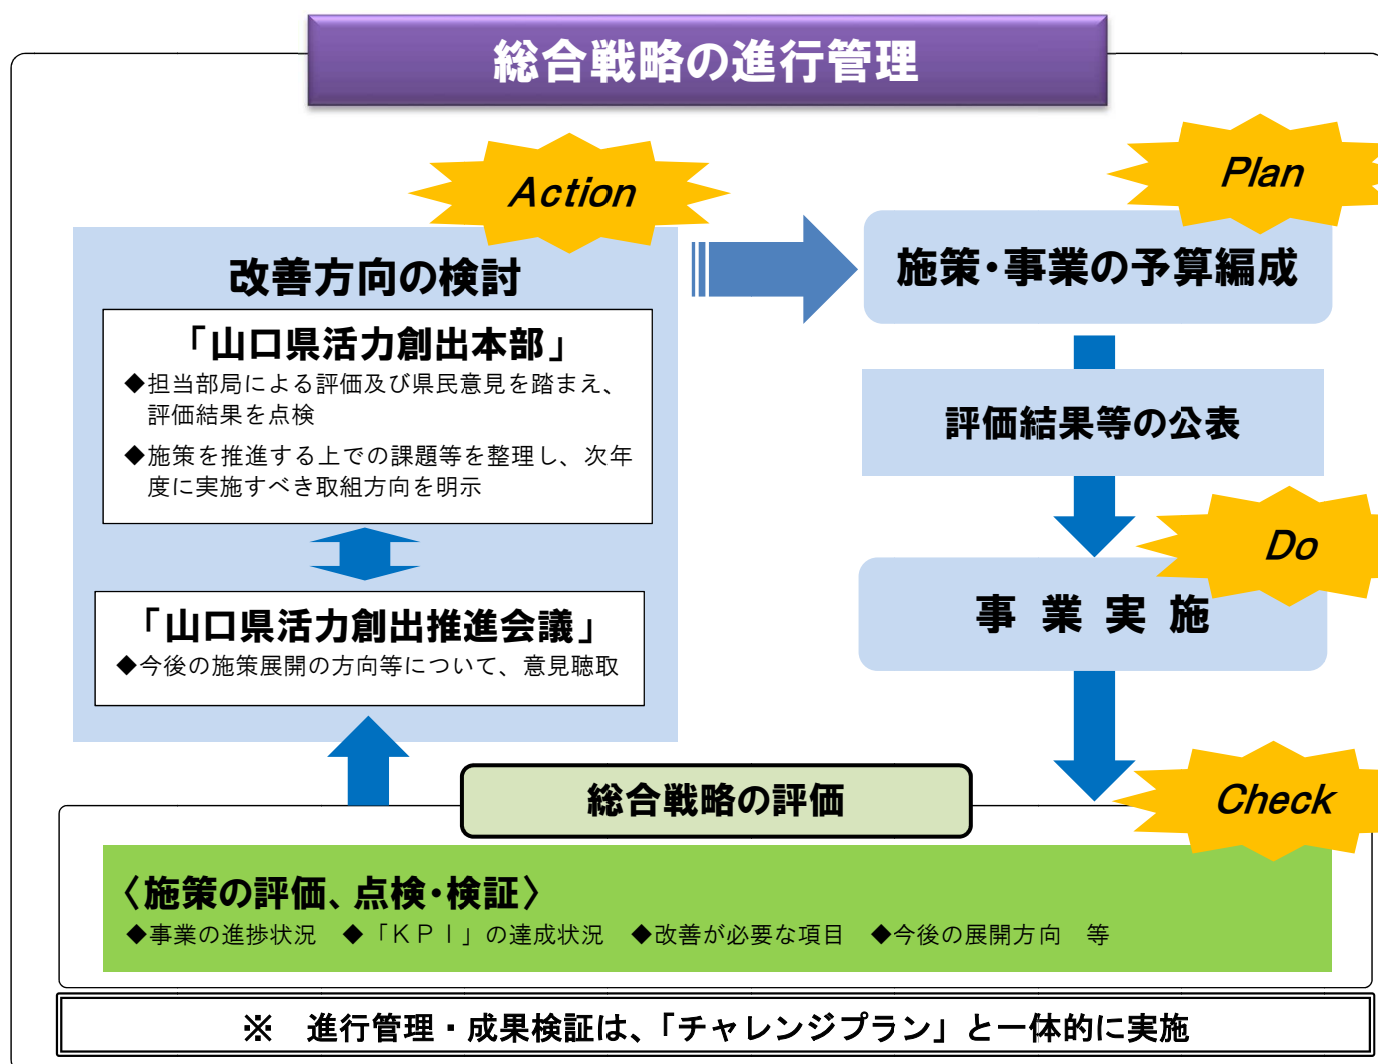 総合戦略の進行管理
Action
改善方向の検討
「山口県活力創出本部」
◆担当部局による評価及び県民意見を踏まえ、
評価結果を点検
◆施策を推進する上での課題等を整理し、次年
度に実施すべき取組方向を明示
「山口県活力創出推進会議」
◆今後の施策展開の方向等について、意見聴取
Plan
施策・事業の予算編成
評価結果等の公表
Do
事業実施
Check
総合戦略の評価
〈施策の評価、点検・検証〉
◆事業の進捗状況　◆「ＫＰＩ」の達成状況　◆改善が必要な項目　◆今後の展開方向　等
※　進行管理・成果検証は、「チャレンジプラン」と一体的に実施